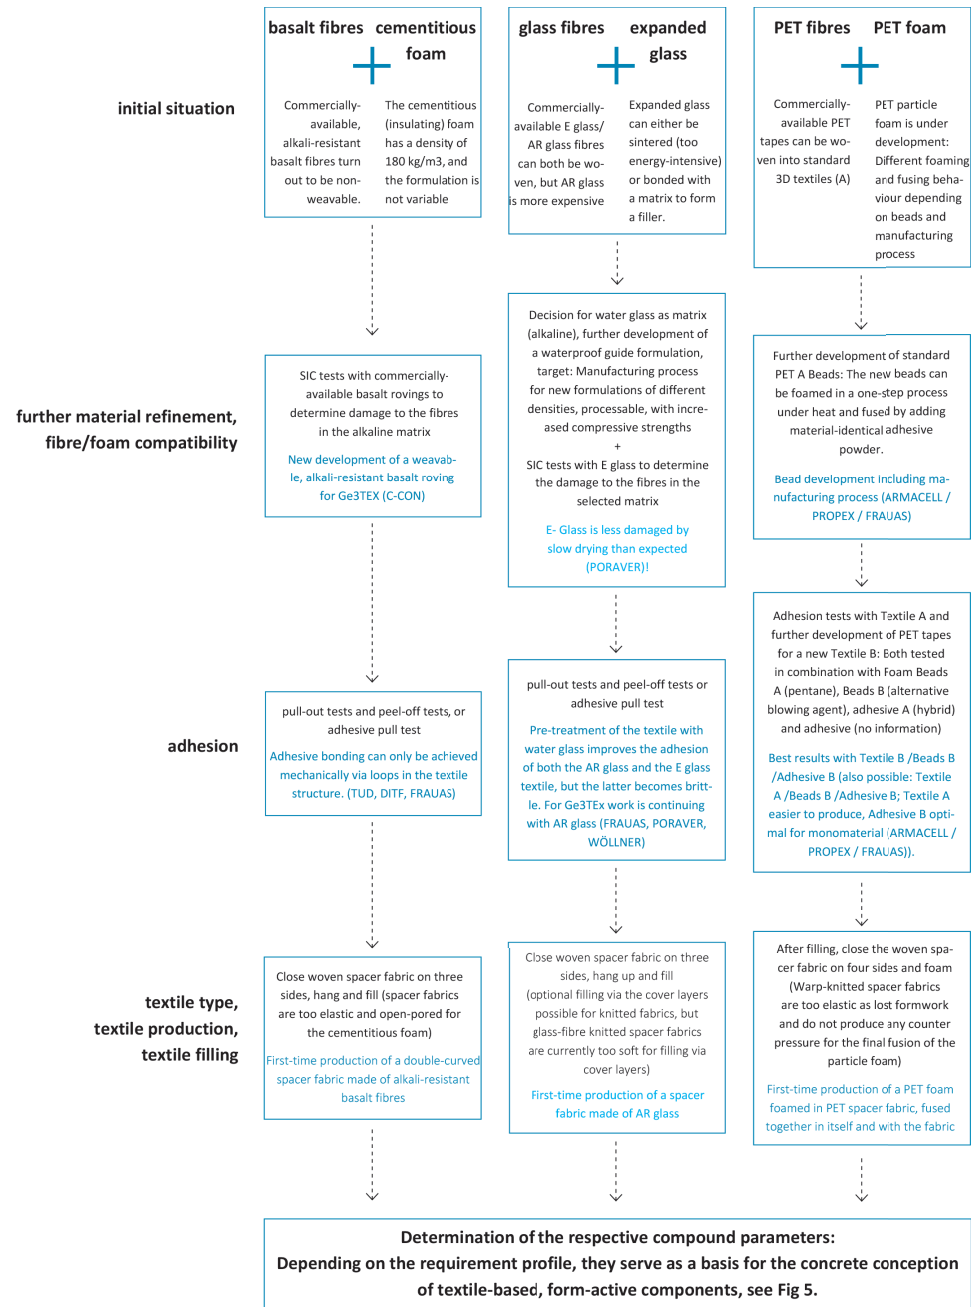 basalt fibres
cementitious
foam
Commercially-
available,
alkali-resistant
basalt fibres turn
out to be non-
weavable.
The cementitious
(insulating) foam
has a density of
180 kg/m3, and
the formulation is
not variable
glass fibres
expanded
glass
Commercially-
available E glass/
AR glass fibres
can both be wo-
ven, but AR glass
is more expensive
Expanded glass
can either be
sintered (too
energy-intensive)
or bonded with
a matrix to form
a filler.
PET fibres
PET foam
Commercially-
available PET
tapes can be wo-
ven into standard
3D textiles (A)
PET particle
foam is under
development:
Different foaming
and fusing beha-
viour depending
on beads and
manufacturing
process
initial situation
further material refinement,
fibre/foam compatibility
SIC tests with commercially-
available basalt rovings to
determine damage to the fibres
in the alkaline matrix
New development of a weavab-
le, alkali-resistant basalt roving
for Ge3TEX (C-CON)
Decision for water glass as matrix
(alkaline), further development of
a waterproof guide formulation,
target: Manufacturing process
for new formulations of different
densities, processable, with incre-
ased compressive strengths
+
SIC tests with E glass to determine
the damage to the fibres in the
selected matrix
E- Glass is less damaged by
slow drying than expected
(PORAVER)!
Further development of standard
PET A Beads: The new beads can
be foamed in a one-step process
under heat and fused by adding
material-identical adhesive
powder.
Bead development including ma-
nufacturing process (ARMACELL /
PROPEX / FRAUAS)
adhesion
pull-out tests and peel-off tests, or
adhesive pull test
Adhesive bonding can only be achieved
mechanically via loops in the textile
structure. (TUD, DITF, FRAUAS)
pull-out tests and peel-off tests or
adhesive pull test
Pre-treatment of the textile with
water glass improves the adhesion
of both the AR glass and the E glass
textile, but the latter becomes britt-
le. For Ge3TEx work is continuing
with AR glass (FRAUAS, PORAVER,
WÖLLNER)
Adhesion tests with Textile A and
further development of PET tapes
for a new Textile B: Both tested
in combination with Foam Beads
A (pentane), Beads B (alternative
blowing agent), adhesive A (hybrid)
and adhesive (no information)
Best results with Textile B /Beads B
/Adhesive B (also possible: Textile
A /Beads B /Adhesive B; Textile A
easier to produce, Adhesive B opti-
mal for monomaterial (ARMACELL /
PROPEX / FRAUAS)).
textile type,
textile production,
textile filling
Close woven spacer fabric on three
sides, hang and fill (spacer fabrics
are too elastic and open-pored for
the cementitious foam)
First-time production of a double-curved
spacer fabric made of alkali-resistant
basalt fibres
Close woven spacer fabric on three
sides, hang up and fill
(optional filling via the cover layers
possible for knitted fabrics, but
glass-fibre knitted spacer fabrics
are currently too soft for filling via
cover layers)
First-time production of a spacer
fabric made of AR glass
After filling, close the woven spa-
cer fabric on four sides and foam
(Warp-knitted spacer fabrics
are too elastic as lost formwork
and do not produce any counter
pressure for the final fusion of the
particle foam)
First-time production of a PET foam
foamed in PET spacer fabric, fused
together in itself and with the fabric
Determination of the respective compound parameters:
Depending on the requirement profile, they serve as a basis for the concrete conception
of textile-based, form-active components, see Fig 5.